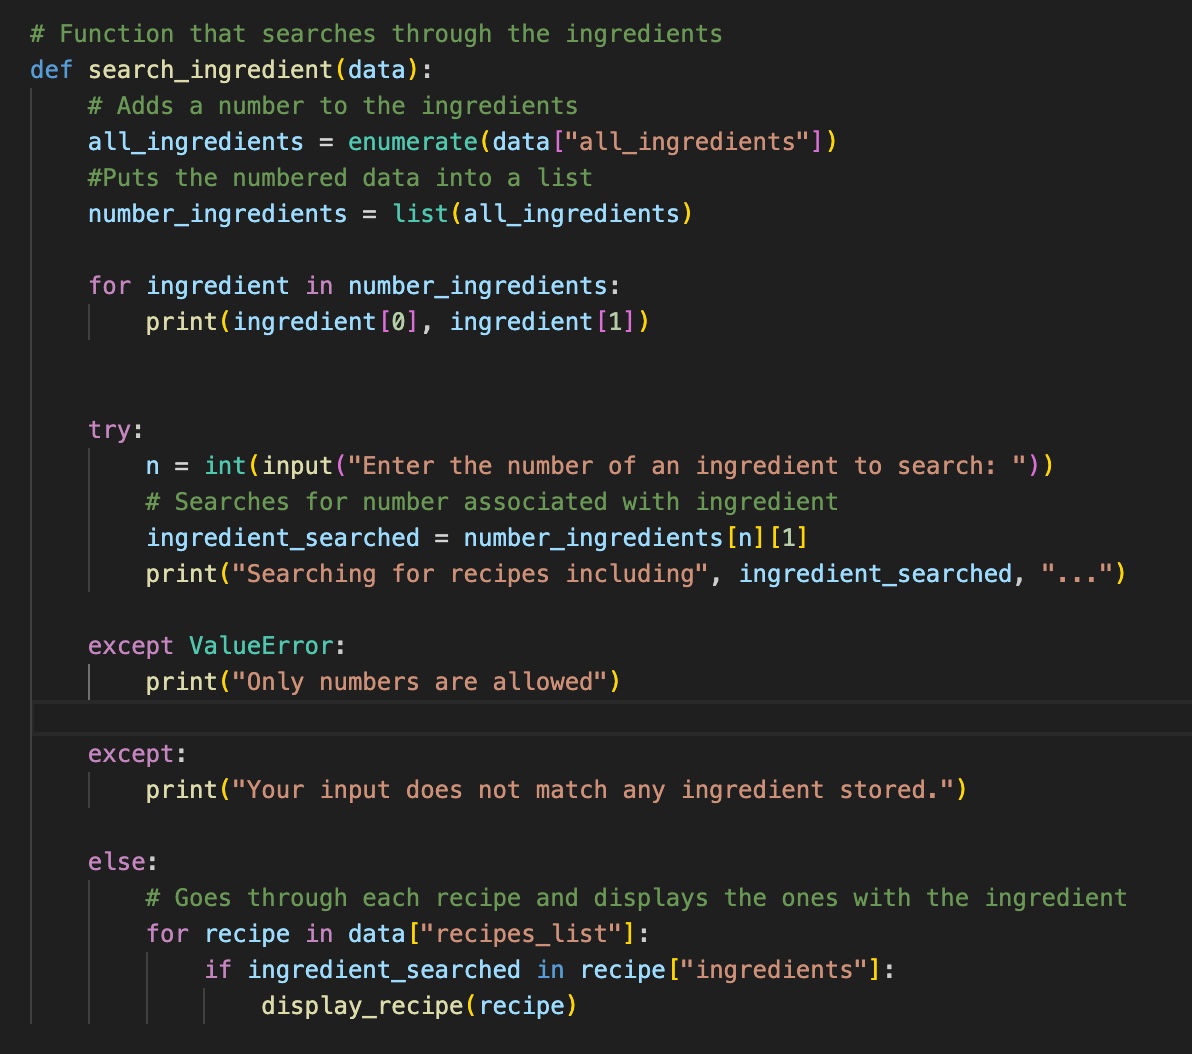 # Function that searches through the ingredients
def search_ingredient(data):
    # Adds a number to the ingredients
    all_ingredients = enumerate(data["all_ingredients"])
    #Puts the numbered data into a list
    number_ingredients = list(all_ingredients)

    for ingredient in number_ingredients:
        print(ingredient[0], ingredient[1])


    try:
        n = int(input("Enter the number of an ingredient to search: "))
        # Searches for number associated with ingredient
        ingredient_searched = number_ingredients[n][1]
        print("Searching for recipes including", ingredient_searched, "...")

    except ValueError:
        print("Only numbers are allowed")

    except:
        print("Your input does not match any ingredient stored.")

    else:
        # Goes through each recipe and displays the ones with the ingredient
        for recipe in data["recipes_list"]:
            if ingredient_searched in recipe["ingredients"]:
                display_recipe(recipe)